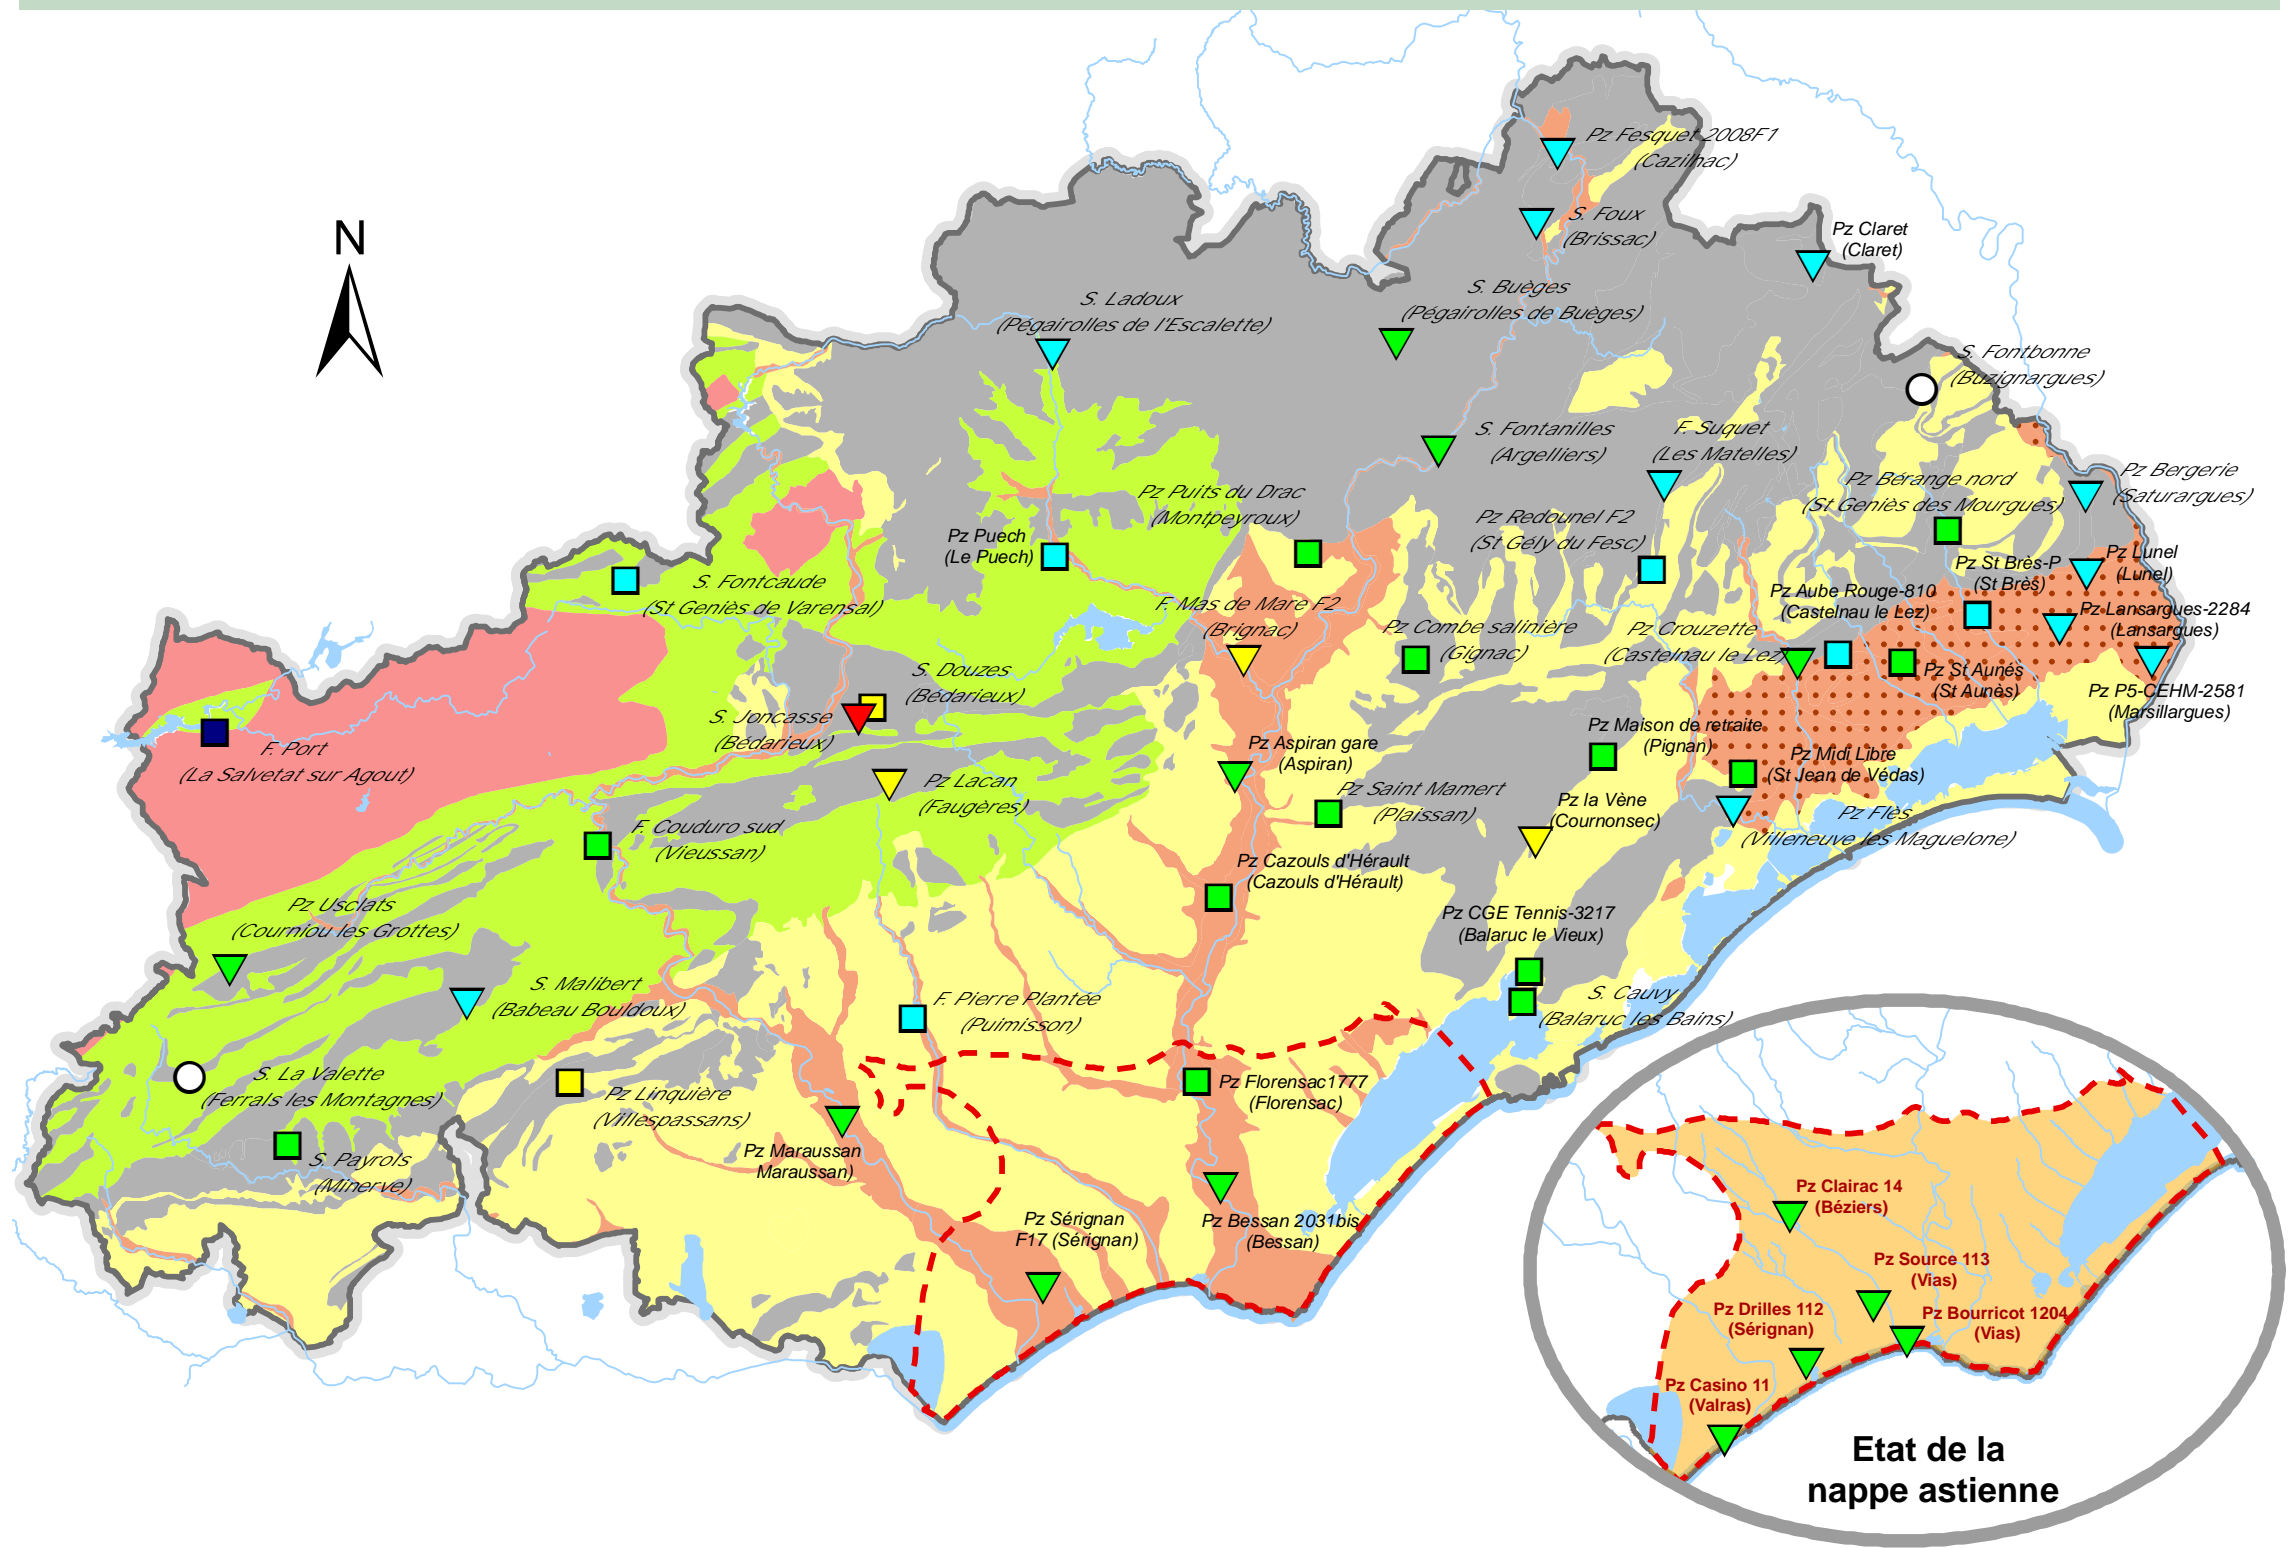 N
Pz Fesquet 2008F1
(Cazilhac)
S. Foux
(Brissac)
Pz Claret
(Claret)
S. Ladoux
(Pégairolles de l'Escalette)
S. Buèges
(Pégairolles de Buèges)
S. Fontbonne
(Buzignargues)
S. Fontanilles
(Argelliers)
F. Suquet
(Les Matelles)
Pz Bérange nord
(St Geniès des Mourgues)
Pz Bergerie
(Saturargues)
Pz Puits du Drac
(Montpeyroux)
Pz Redounel F2
(St Gély du Fesc)
Pz Puech
(Le Puech)
Pz St Brès-P
(St Brès)
Pz Lunel
(Lunel)
S. Fontcaude
(St Geniès de Varensal)
Pz Aube Rouge-810
(Castelnau le Lez)
F. Mas de Mare F2
(Brignac)
Pz Combe salinière
(Gignac)
Pz Crouzette
(Castelnau le Lez)
Pz Lansargues-2284
(Lansargues)
S. Douzes
(Bédarieux)
Pz St Aunés
(St Aunès)
Pz P5-CEHM-2581
(Marsillargues)
S. Joncasse
(Bédarieux)
F. Port
(La Salvetat sur Agout)
Pz Aspiran gare
(Aspiran)
Pz Maison de retraite
(Pignan)
Pz Midi Libre
(St Jean de Védas)
Pz Lacan
(Faugères)
Pz Saint Mamert
(Plaissan)
Pz la Vène
(Cournonsec)
Pz Flès
(Villeneuve les Maguelone)
F. Couduro sud
(Vieussan)
Pz Cazouls d'Hérault
(Cazouls d'Hérault)
Pz Usclats
(Courniou les Grottes)
Pz CGE Tennis-3217
(Balaruc le Vieux)
S. Malibert
(Babeau Bouldoux)
F. Pierre Plantée
(Puimisson)
S. Cauvy
(Balaruc les Bains)
S. La Valette
(Ferrals les Montagnes)
Pz Linquière
(Villespassans)
Pz Florensac1777
(Florensac)
S. Payrols
(Minerve)
Pz Maraussan
Maraussan)
Pz Sérignan
F17 (Sérignan)
Pz Bessan 2031bis
(Bessan)
Pz Clairac 14
(Béziers)
Pz Source 113
(Vias)
Pz Drilles 112
(Sérignan)
Pz Bourricot 1204
(Vias)
Pz Casino 11
(Valras)
Etat de la
nappe astienne